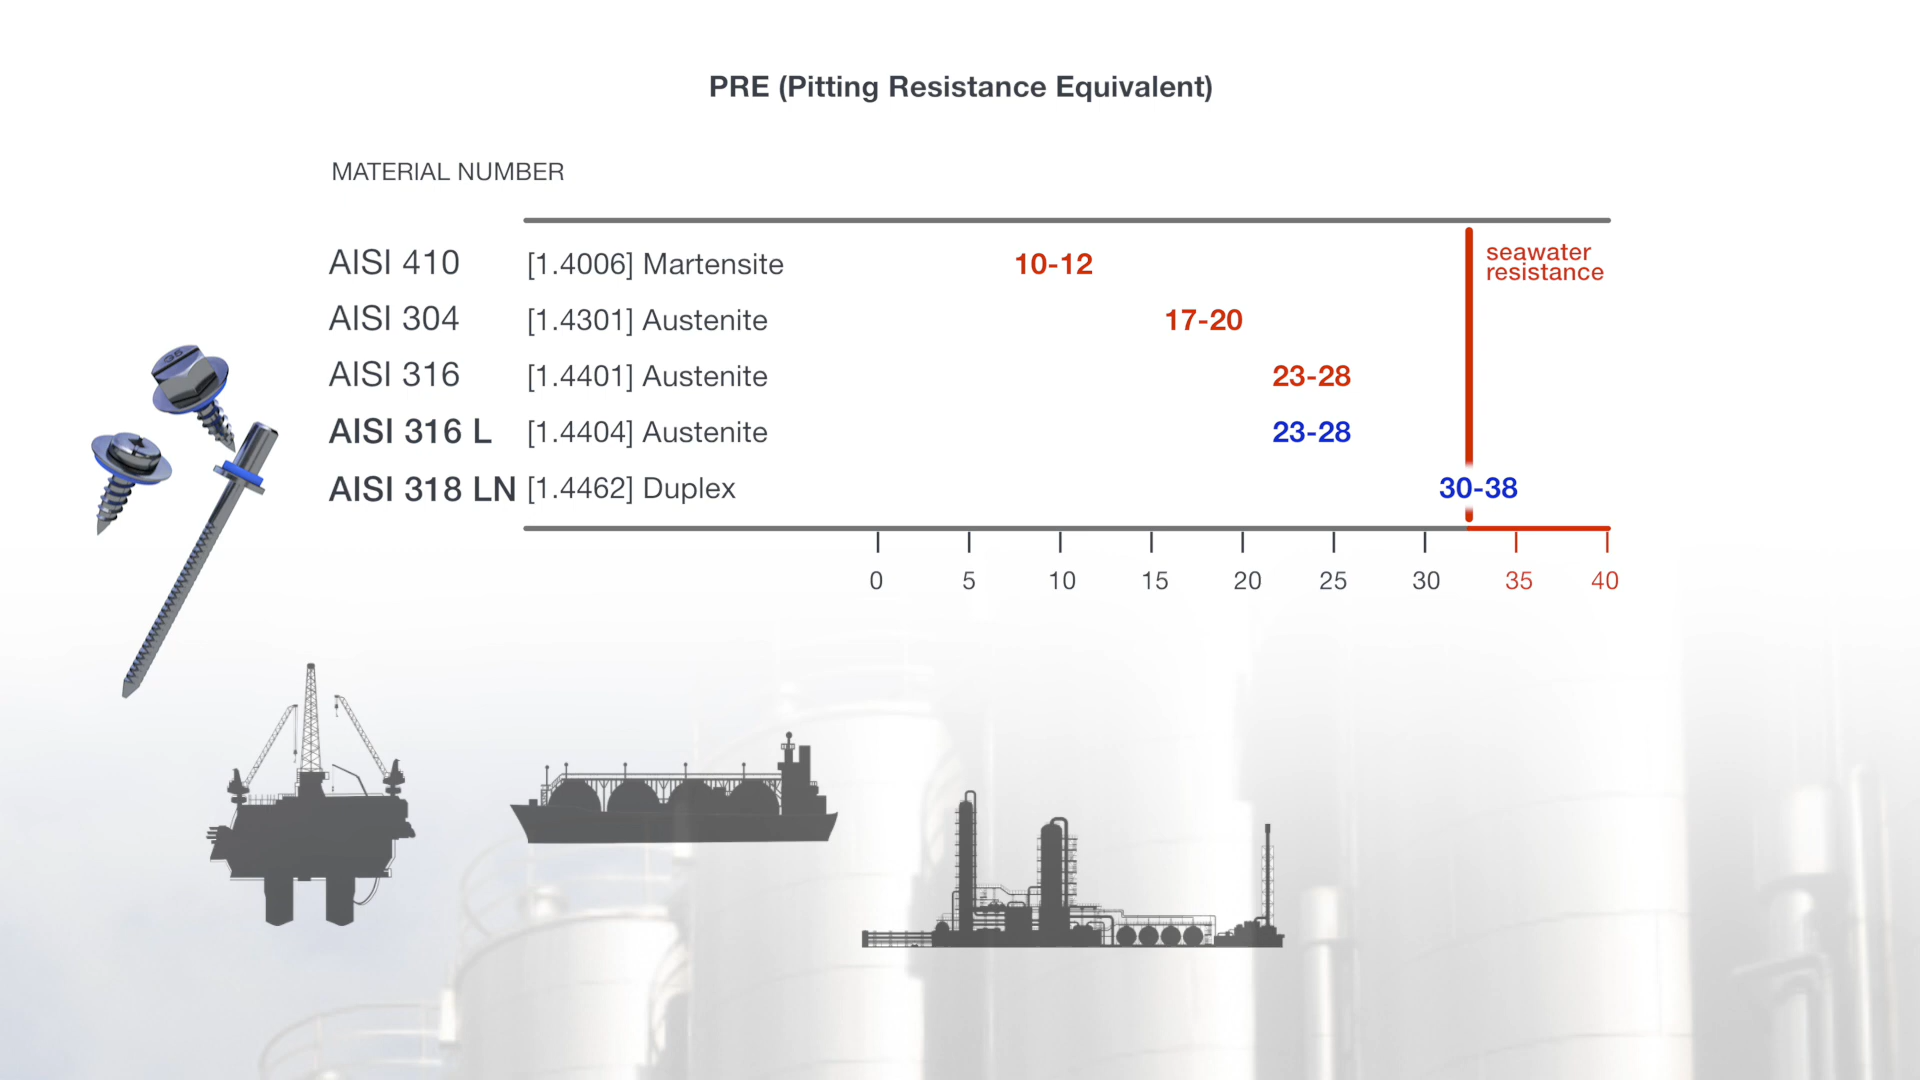 PRE (Pitting Resistance Equivalent)
MATERIAL NUMBER
AISI 410 [1.4006] Martensite 10-12
seawater
resistance
AISI 304 [1.4301] Austenite 17-20
AISI 316 [1.4401] Austenite 23-28
AISI 316 L [1.4404] Austenite 23-28
AISI 318 LN [1.4462] Duplex 30-38
0 5 10 15 20 25 30 35 40